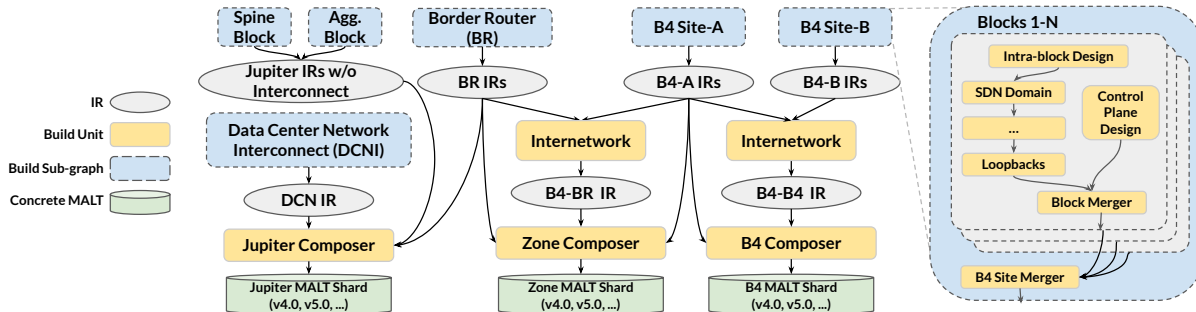 Spine
Block
Agg.
Block
Border Router
(BR)
B4 Site-A
B4 Site-B
Jupiter IRs w/o
Interconnect
BR IRs
B4-A IRs
B4-B IRs
IR
Build Unit
Build Sub-graph
Concrete MALT
Data Center Network
Interconnect (DCNI)
Internetwork
Internetwork
DCN IR
B4-BR IR
B4-B4 IR
Jupiter Composer
Zone Composer
B4 Composer
Jupiter MALT Shard
(v4.0, v5.0, ...)
Zone MALT Shard
(v4.0, v5.0, ...)
B4 MALT Shard
(v4.0, v5.0, ...)
Blocks 1-N
Intra-block Design
SDN Domain
...
Loopbacks
Control
Plane
Design
Block Merger
B4 Site Merger